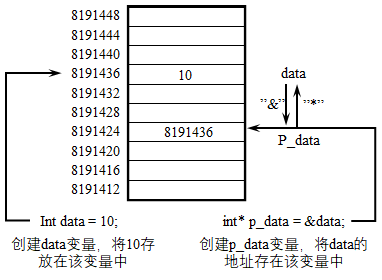 8191448
8191444
8191440
8191436 10 data
8191432
8191428 "&" "*"
8191424 8191436
8191420 P_data
8191416
8191412
Int data = 10;
创建data变量，将10存
放在该变量中
int* p_data = &data;
创建p_data变量，将data的
地址存在该变量中